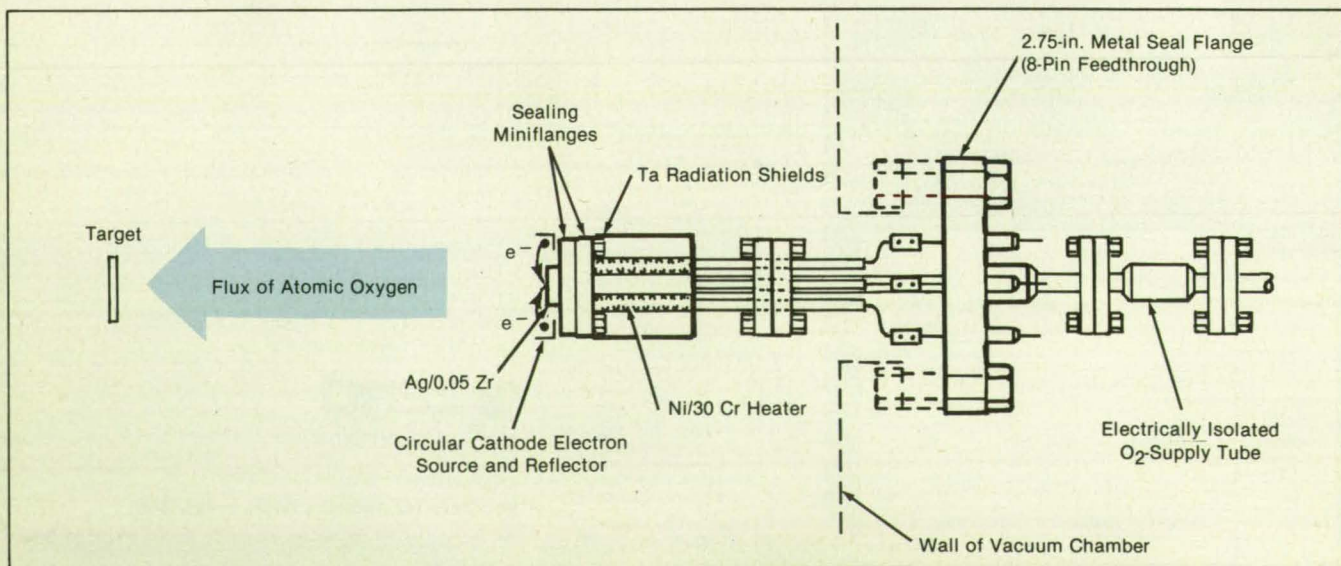 2.75-in. Metal Seal Flange
(8-Pin Feedthrough)
Sealing
Miniflanges
Ta Radiation Shields
Target
e−
Flux of Atomic Oxygen
e−
Ag/0.05 Zr
Ni/30 Cr Heater
Circular Cathode Electron
Source and Reflector
Electrically Isolated
O2-Supply Tube
Wall of Vacuum Chamber